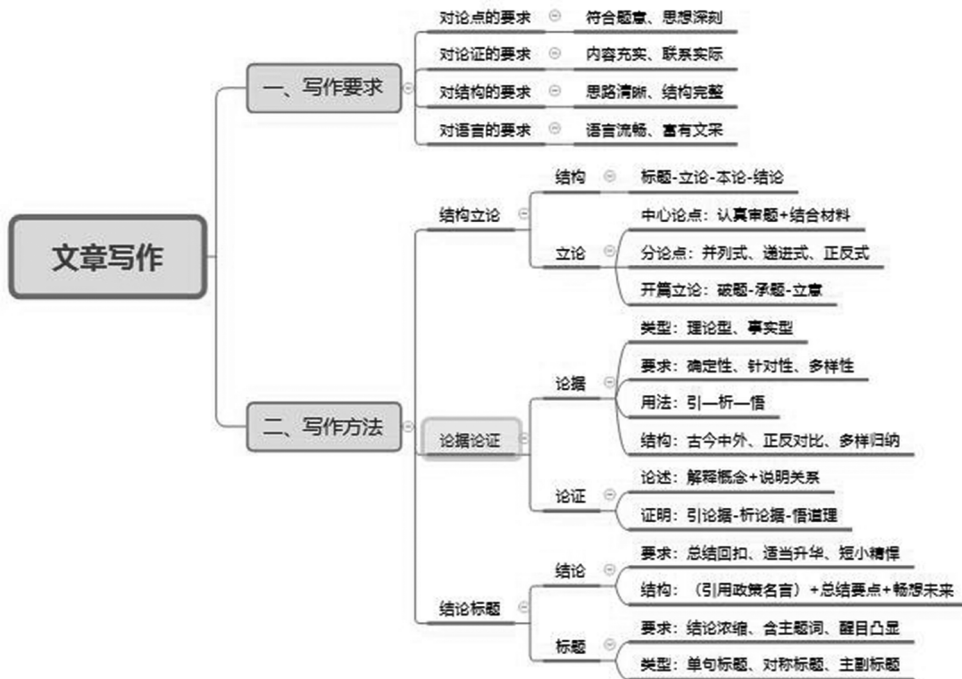 文章写作
一、写作要求
对论点的要求
符合题意、思想深刻
对论证的要求
内容充实、联系实际
对结构的要求
思路清晰、结构完整
对语言的要求
语言流畅、富有文采
二、写作方法
结构立论
结构
标题-立论-本论-结论
立论
中心论点：认真审题+结合材料
分论点：并列式、递进式、正反式
开篇立论：破题-承题-立意
论据论证
论据
类型：理论型、事实型
要求：确定性、针对性、多样性
用法：引—析—悟
结构：古今中外、正反对比、多样归纳
论证
论述：解释概念+说明关系
证明：引论据-析论据-悟道理
结论标题
结论
要求：总结回扣、适当升华、短小精悍
结构：（引用政策名言）+总结要点+畅想未来
标题
要求：结论浓缩、含主题词、醒目凸显
类型：单句标题、对称标题、主副标题